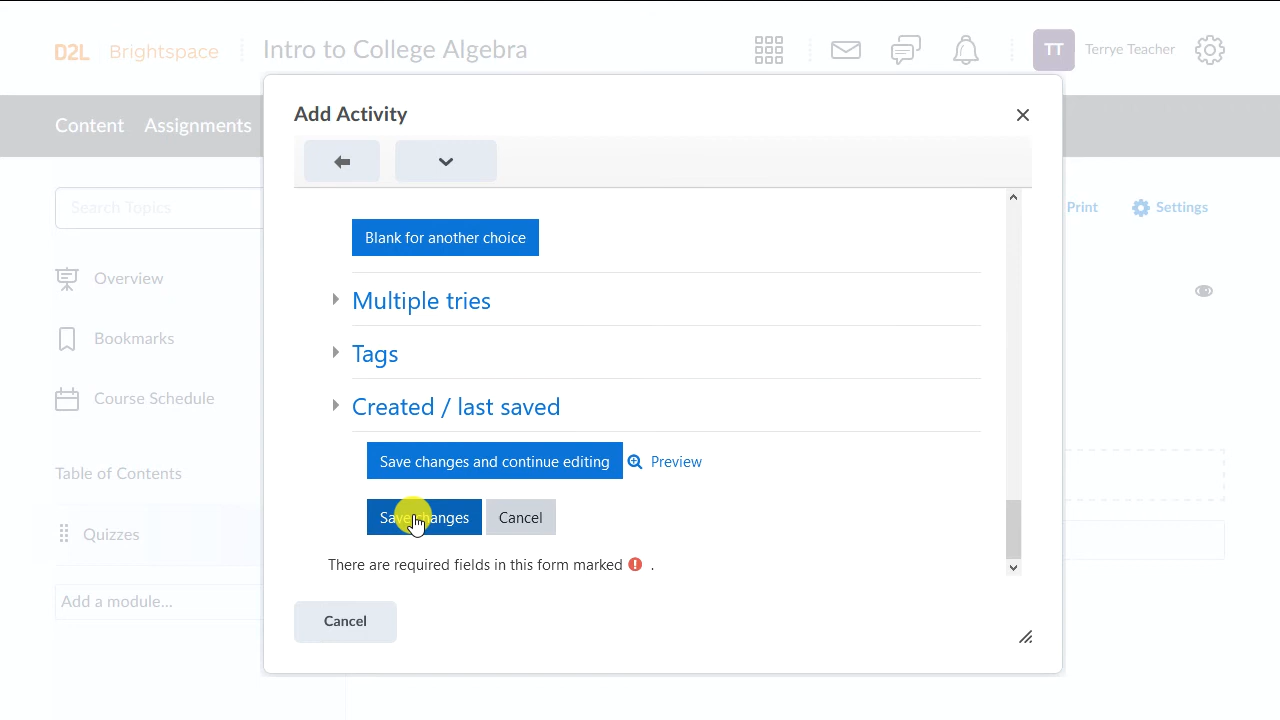 D2L Brightspace Intro to College Algebra TT Terrye Teacher
Content Assignments
Add Activity
Search Topics
Print Settings
Blank for another choice
Overview
Multiple tries
Bookmarks
Tags
Course Schedule
Created / last saved
Save changes and continue editing Preview
Table of Contents
Save changes Cancel
Quizzes
There are required fields in this form marked .
Add a module...
Cancel